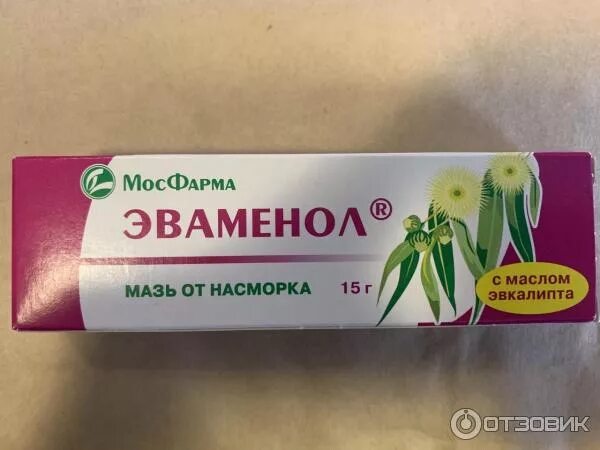 МосФарма
ЭВАМЕНОЛ®
МАЗЬ ОТ НАСМОРКА 15 г
с маслом
эвкалипта
ОТЗОВИК